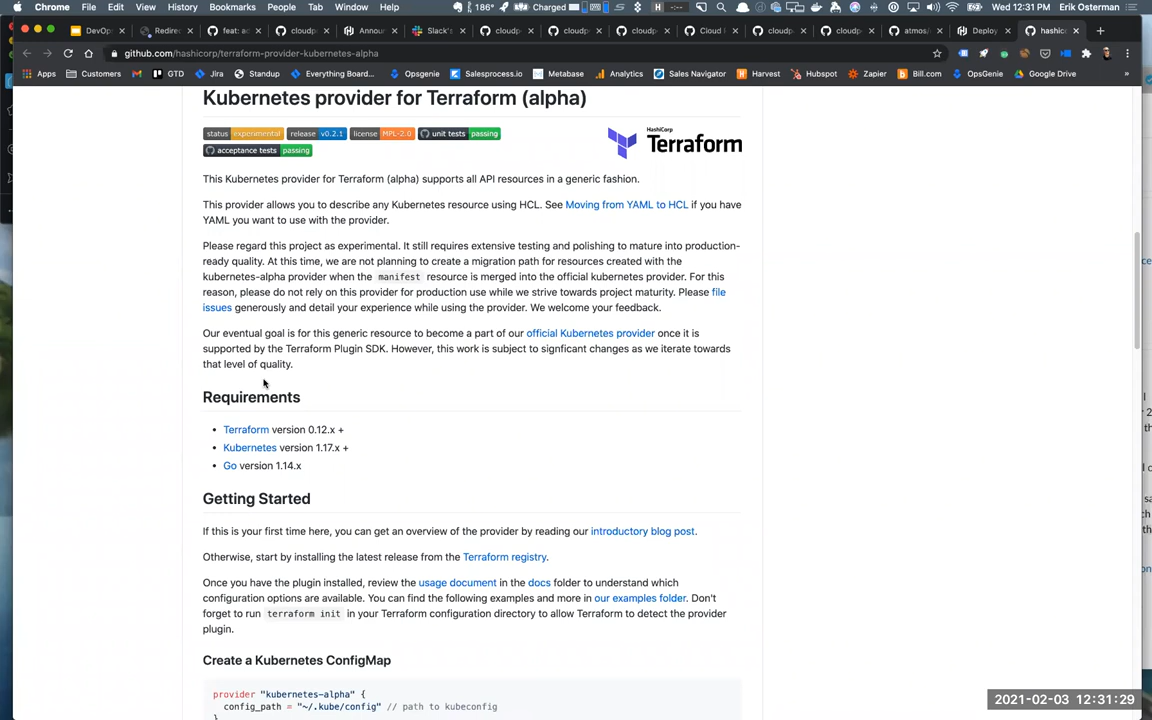 Chrome File Edit View History Bookmarks People Tab Window Help 186° Charged H -:-- Wed 12:31 PM Erik Osterman
DevOp Redirec feat: ad cloudp Annou Slack's cloudp cloudp cloudp Cloud cloudp atmos/ Deploy hashic
github.com/hashicorp/terraform-provider-kubernetes-alpha
Apps Customers GTD Jira Standup Everything Board... Opsgenie Salesprocess.io Metabase Analytics Sales Navigator Harvest Hubspot Zapier Bill.com OpsGenie Google Drive »
Kubernetes provider for Terraform (alpha)
status experimental release v0.2.1 license MPL-2.0 unit tests passing
acceptance tests passing
HashiCorp
Terraform
This Kubernetes provider for Terraform (alpha) supports all API resources in a generic fashion.
This provider allows you to describe any Kubernetes resource using HCL. See Moving from YAML to HCL if you have
YAML you want to use with the provider.
Please regard this project as experimental. It still requires extensive testing and polishing to mature into production-
ready quality. At this time, we are not planning to create a migration path for resources created with the
kubernetes-alpha provider when the manifest resource is merged into the official kubernetes provider. For this
reason, please do not rely on this provider for production use while we strive towards project maturity. Please file
issues generously and detail your experience while using the provider. We welcome your feedback.
Our eventual goal is for this generic resource to become a part of our official Kubernetes provider once it is
supported by the Terraform Plugin SDK. However, this work is subject to signficant changes as we iterate towards
that level of quality.
Requirements
• Terraform version 0.12.x +
• Kubernetes version 1.17.x +
• Go version 1.14.x
Getting Started
If this is your first time here, you can get an overview of the provider by reading our introductory blog post.
Otherwise, start by installing the latest release from the Terraform registry.
Once you have the plugin installed, review the usage document in the docs folder to understand which
configuration options are available. You can find the following examples and more in our examples folder. Don't
forget to run terraform init in your Terraform configuration directory to allow Terraform to detect the provider
plugin.
Create a Kubernetes ConfigMap
provider "kubernetes-alpha" {
config_path = "~/.kube/config" // path to kubeconfig
}
2021-02-03 12:31:29